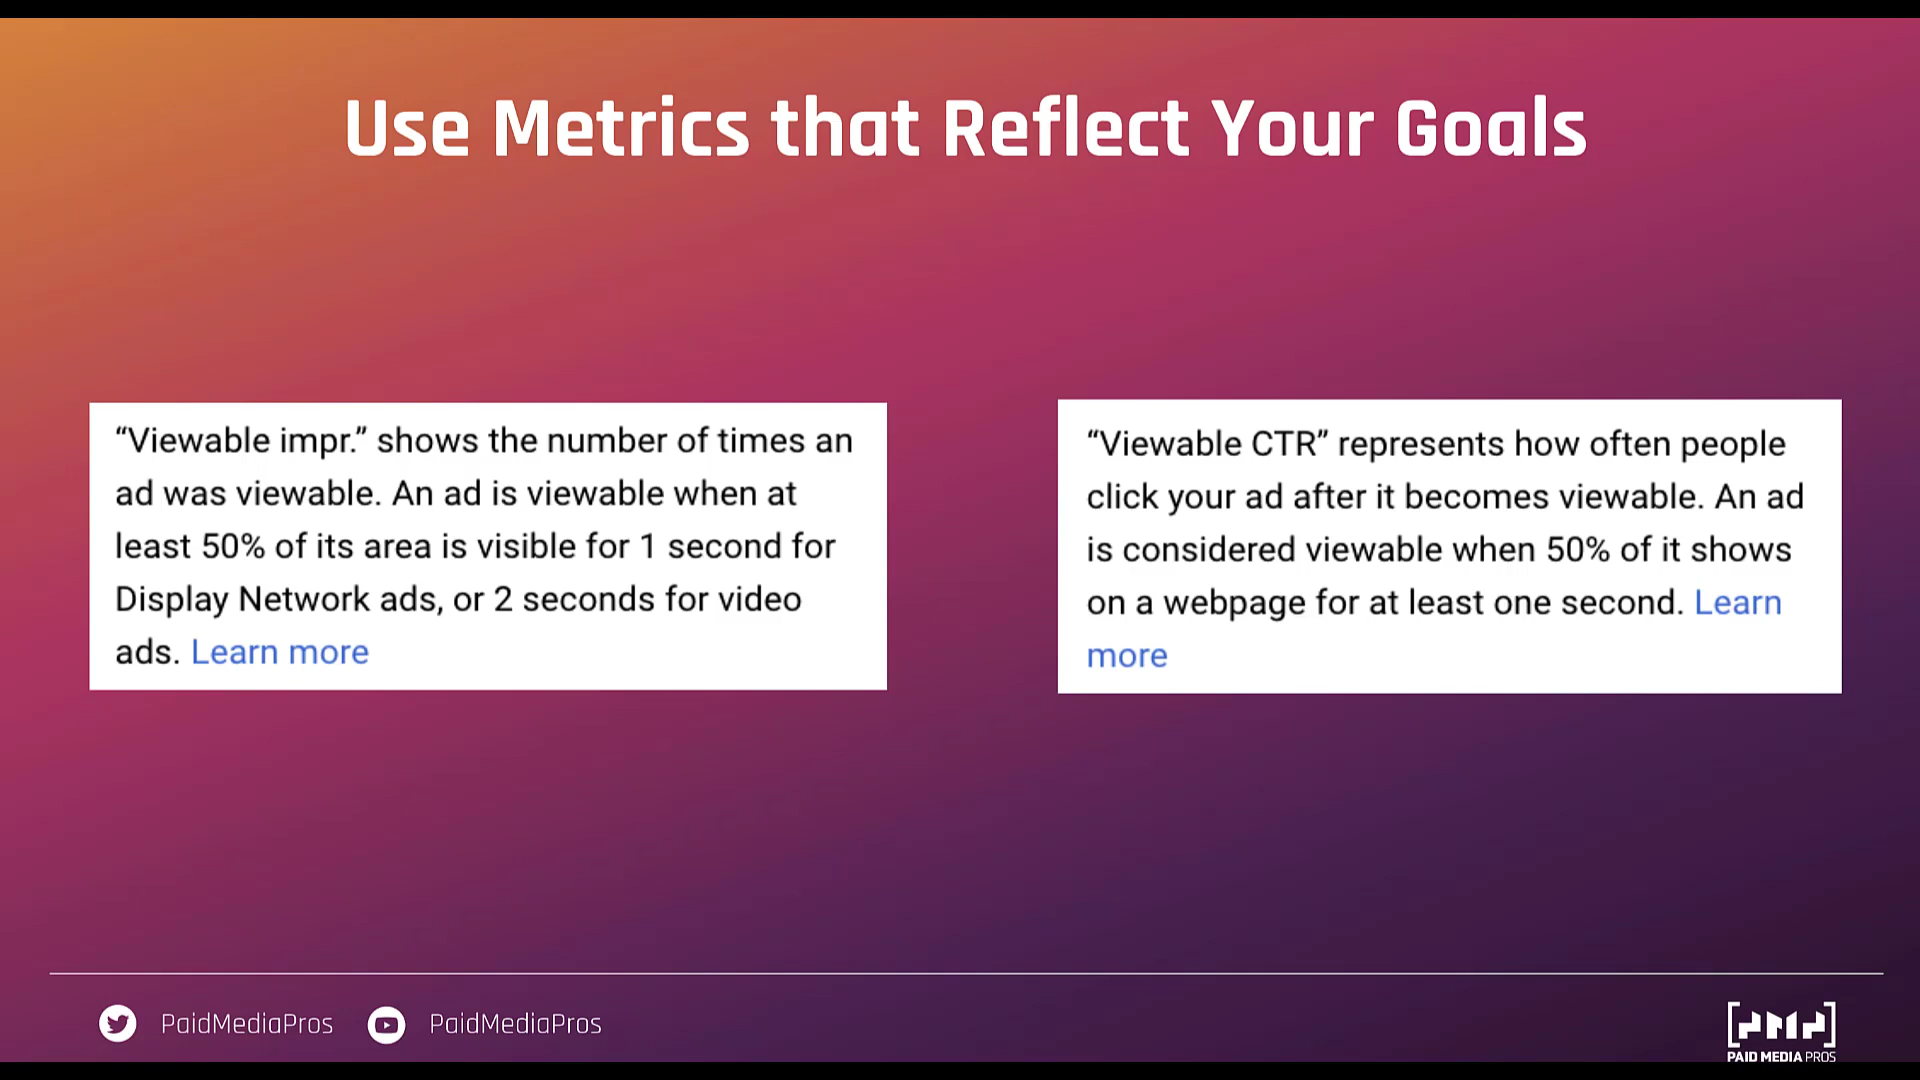 Use Metrics that Reflect Your Goals
“Viewable impr.” shows the number of times an
ad was viewable. An ad is viewable when at
least 50% of its area is visible for 1 second for
Display Network ads, or 2 seconds for video
ads. Learn more
“Viewable CTR” represents how often people
click your ad after it becomes viewable. An ad
is considered viewable when 50% of it shows
on a webpage for at least one second. Learn
more
PaidMediaPros
PaidMediaPros
PMP
PAID MEDIA PROS